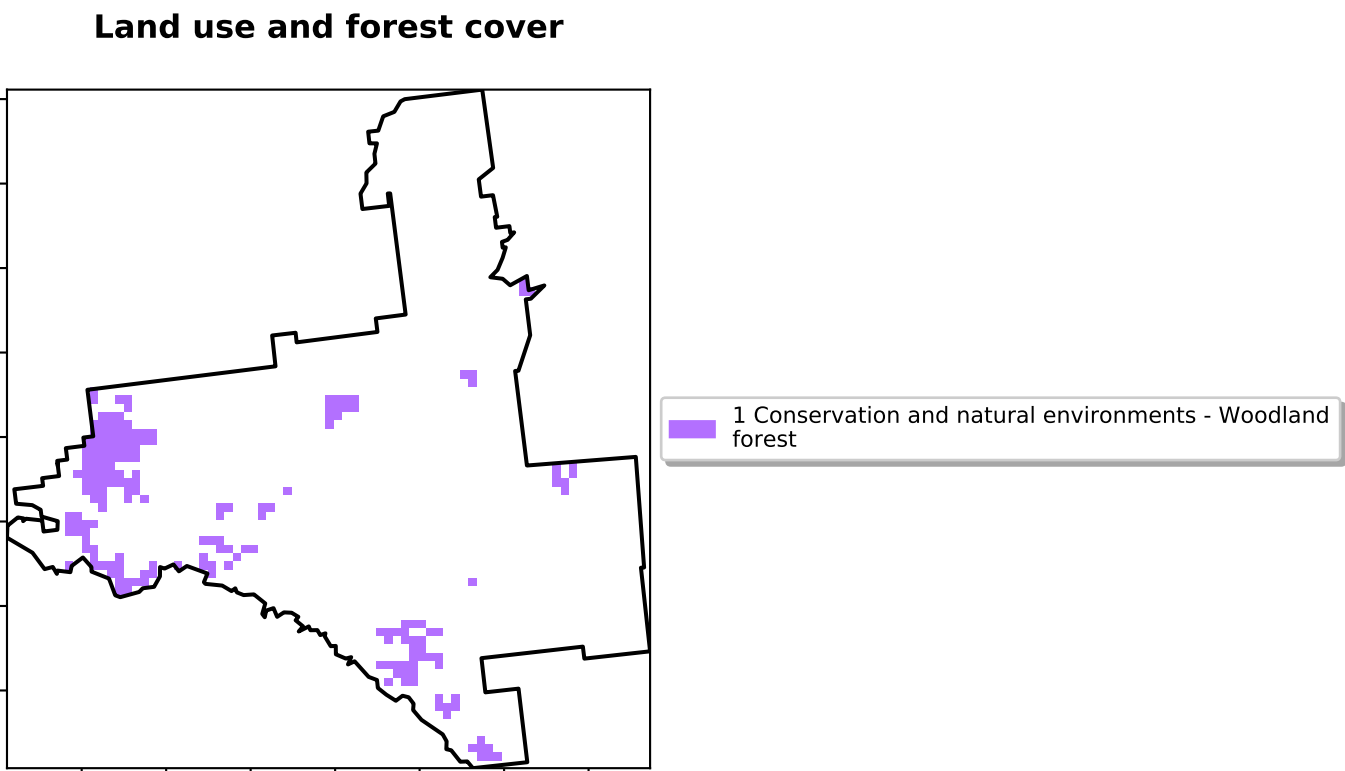 Land use and forest cover
1 Conservation and natural environments - Woodland
forest